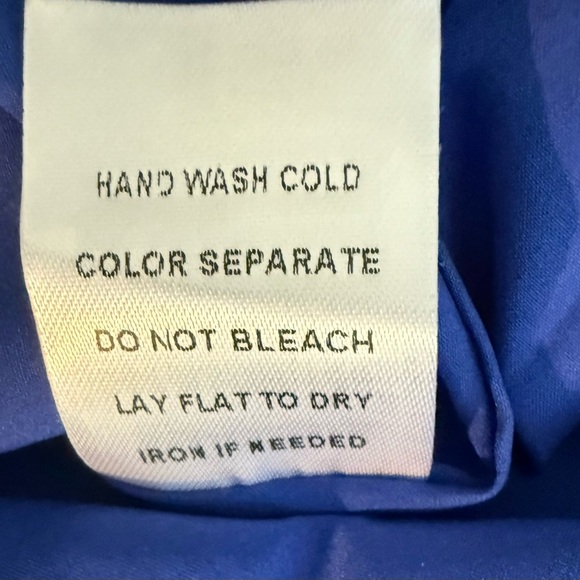 HAND WASH COLD
COLOR SEPARATE
DO NOT BLEACH
LAY FLAT TO DRY
IRON IF NEEDED